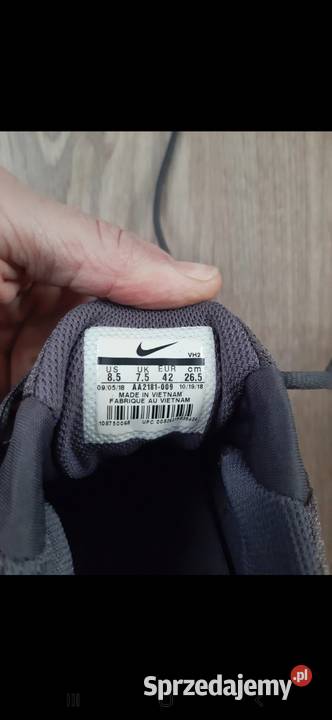 VH2
US UK EUR cm
8.5 7.5 42 26.5
09/05/18 AA2181-009 10/19/18
MADE IN VIETNAM
FABRIQUE AU VIETNAM
UPC
Sprzedajemy.pl